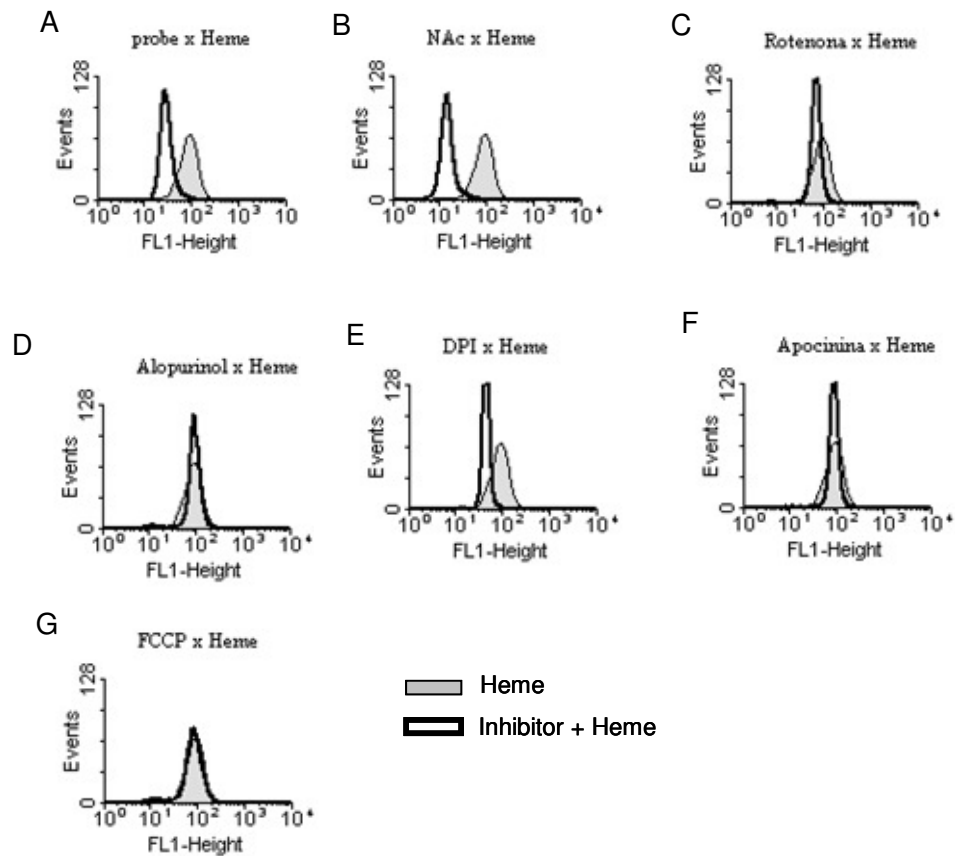 A
probe x Heme
128
Events
0
10⁰ 10¹ 10² 10³ 10
FL1-Height
B
NAc x Heme
128
Events
0
10⁰ 10¹ 10² 10³ 10⁴
FL1-Height
C
Rotenona x Heme
128
Events
0
10⁰ 10¹ 10² 10³ 10⁴
FL1-Height
D
Alopurinol x Heme
128
Events
0
10⁰ 10¹ 10² 10³ 10⁴
FL1-Height
E
DPI x Heme
128
Events
0
10⁰ 10¹ 10² 10³ 10⁴
FL1-Height
F
Apocinina x Heme
128
Events
0
10⁰ 10¹ 10² 10³ 10⁴
FL1-Height
G
FCCP x Heme
128
Events
0
10⁰ 10¹ 10² 10³ 10⁴
FL1-Height
Heme
Inhibitor + Heme